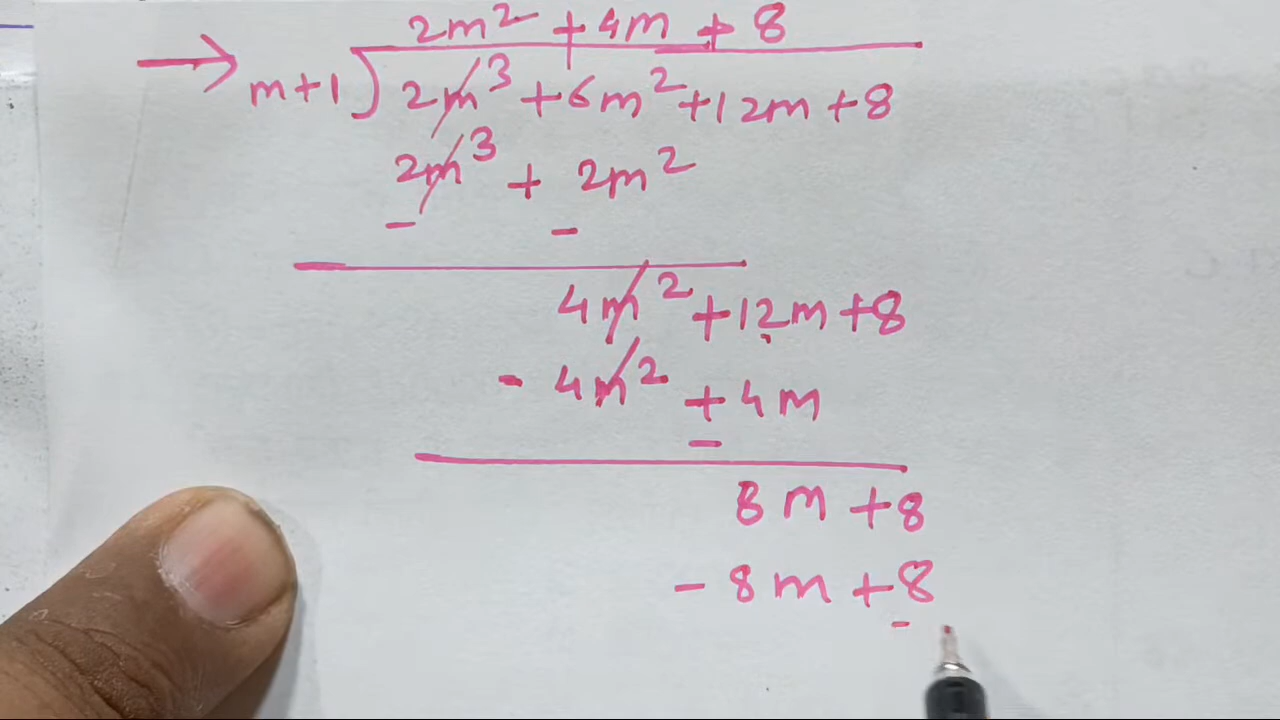 2m² + 4m + 8
→ m+1 ) 2m³ + 6m² + 12m + 8
2m³ + 2m²
- -
4m² + 12m + 8
- 4m² + 4m
-
8m + 8
- 8m + 8
-